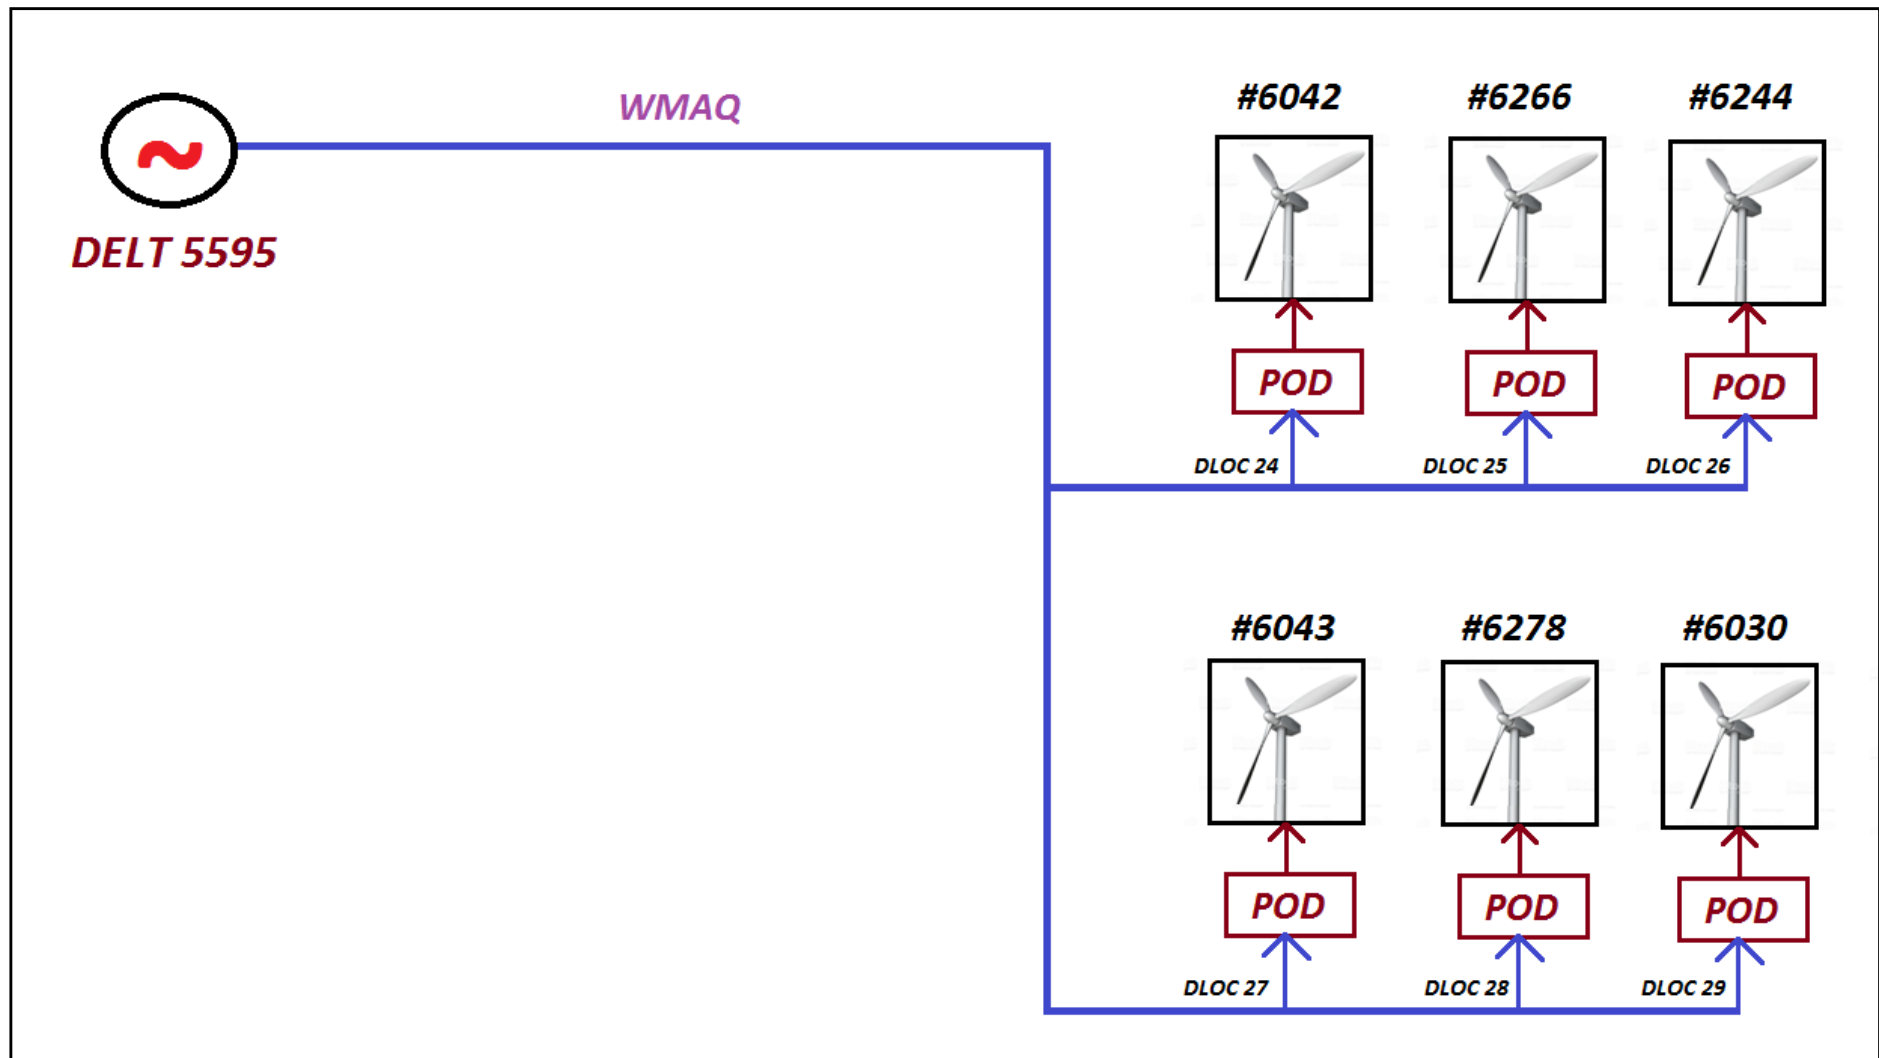 WMAQ
DELT 5595
#6042 #6266 #6244
POD POD POD
DLOC 24 DLOC 25 DLOC 26
#6043 #6278 #6030
POD POD POD
DLOC 27 DLOC 28 DLOC 29